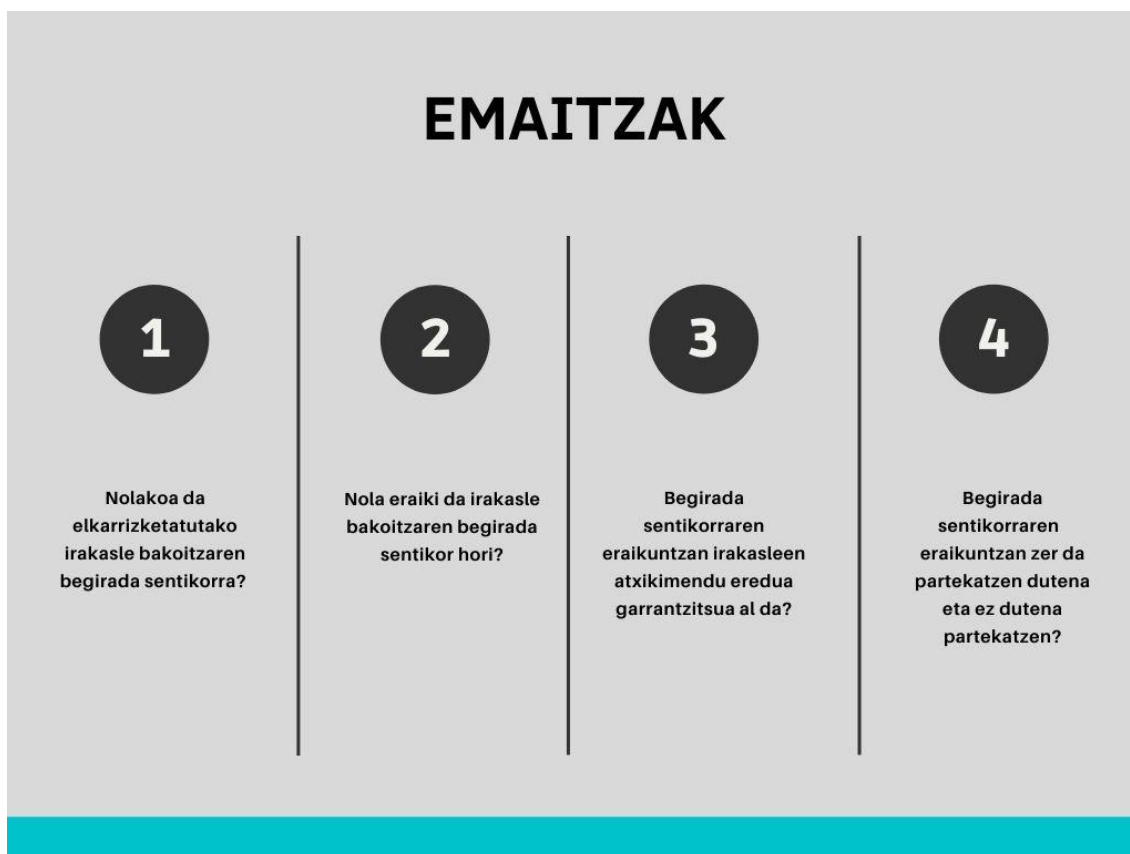 EMAITZAK
1
Nolakoa da
elkarrizketatutako
irakasle bakoitzaren
begirada sentikorra?
2
Nola eraiki da irakasle
bakoitzaren begirada
sentikor hori?
3
Begirada
sentikorraren
eraikuntzan irakasleen
atxikimendu eredua
garrantzitsua al da?
4
Begirada
sentikorraren
eraikuntzan zer da
partekatzen dutena
eta ez dutena
partekatzen?